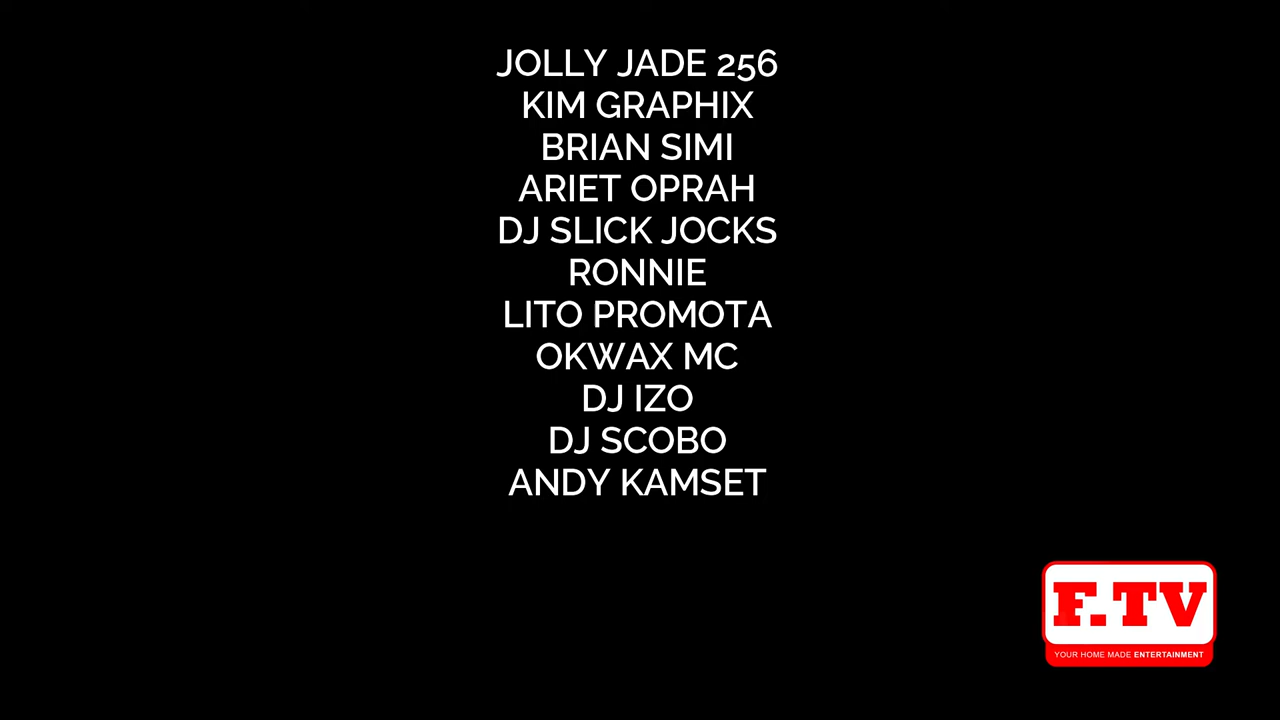 JOLLY JADE 256
KIM GRAPHIX
BRIAN SIMI
ARIET OPRAH
DJ SLICK JOCKS
RONNIE
LITO PROMOTA
OKWAX MC
DJ IZO
DJ SCOBO
ANDY KAMSET
F.TV
YOUR HOME MADE ENTERTAINMENT